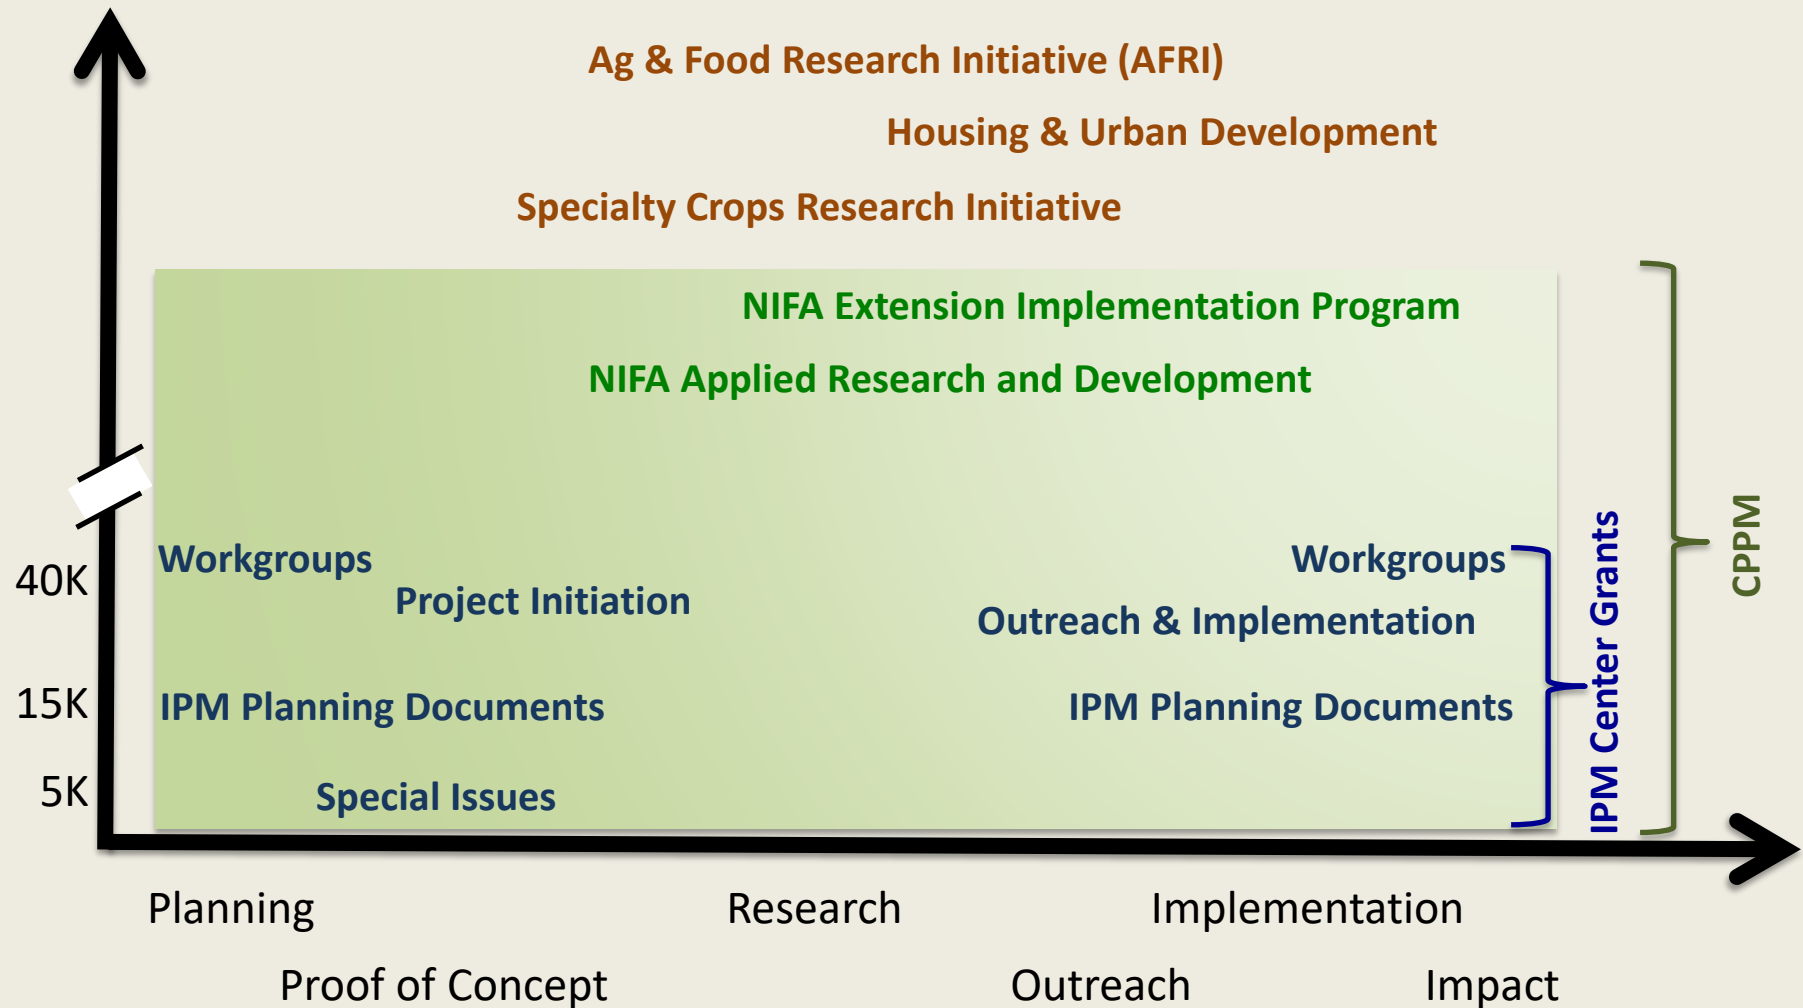 Ag & Food Research Initiative (AFRI)
Housing & Urban Development
Specialty Crops Research Initiative
NIFA Extension Implementation Program
NIFA Applied Research and Development
40K
Workgroups
Workgroups
Project Initiation
Outreach & Implementation
15K
IPM Planning Documents
IPM Planning Documents
5K
Special Issues
IPM Center Grants
CPPM
Planning
Research
Implementation
Proof of Concept
Outreach
Impact